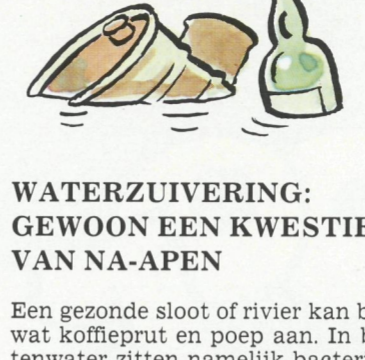 WATERZUIVERING:
GEWOON EEN KWESTIE
VAN NA-APEN
Een gezonde sloot of rivier kan
wat koffieprut en poep aan. In
tenwater zitten namelijk